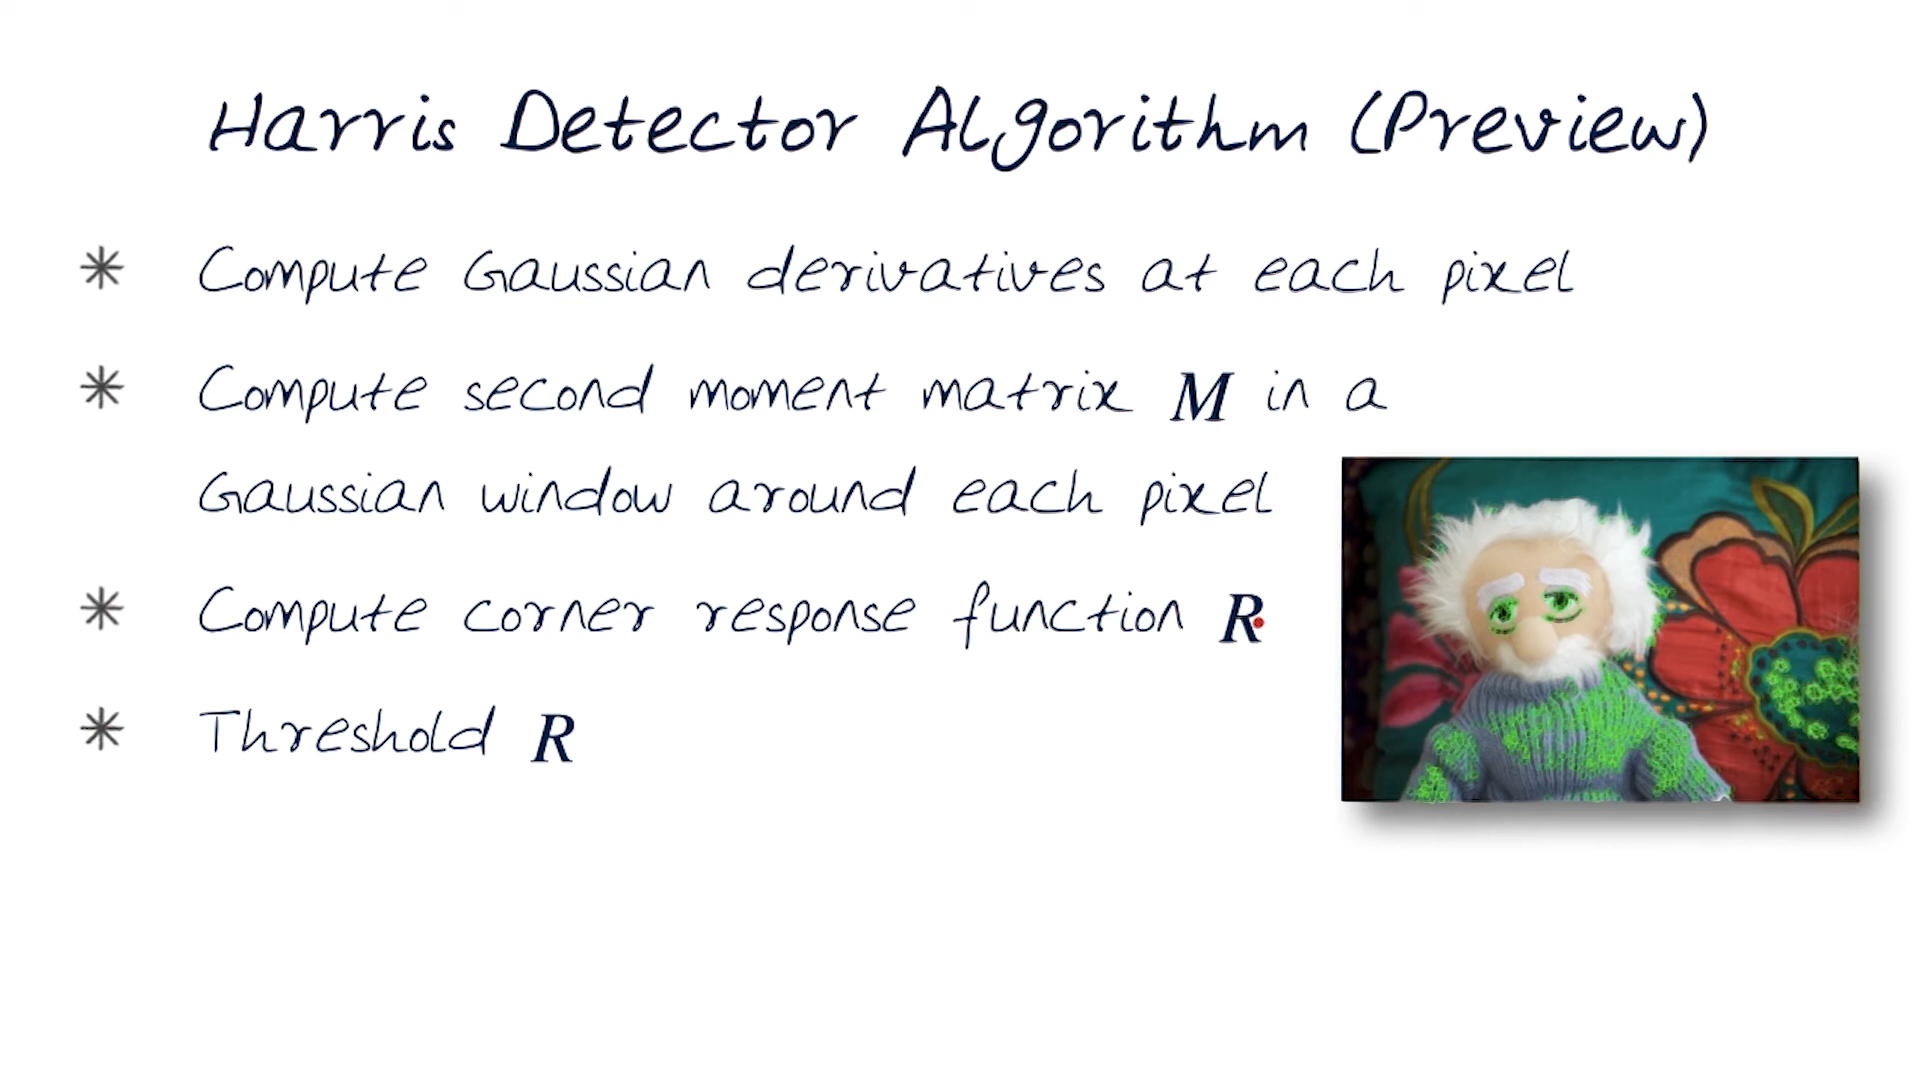 Harris Detector Algorithm (Preview)
* Compute Gaussian derivatives at each pixel
* Compute second moment matrix M in a
Gaussian window around each pixel
* Compute corner response function R
* Threshold R